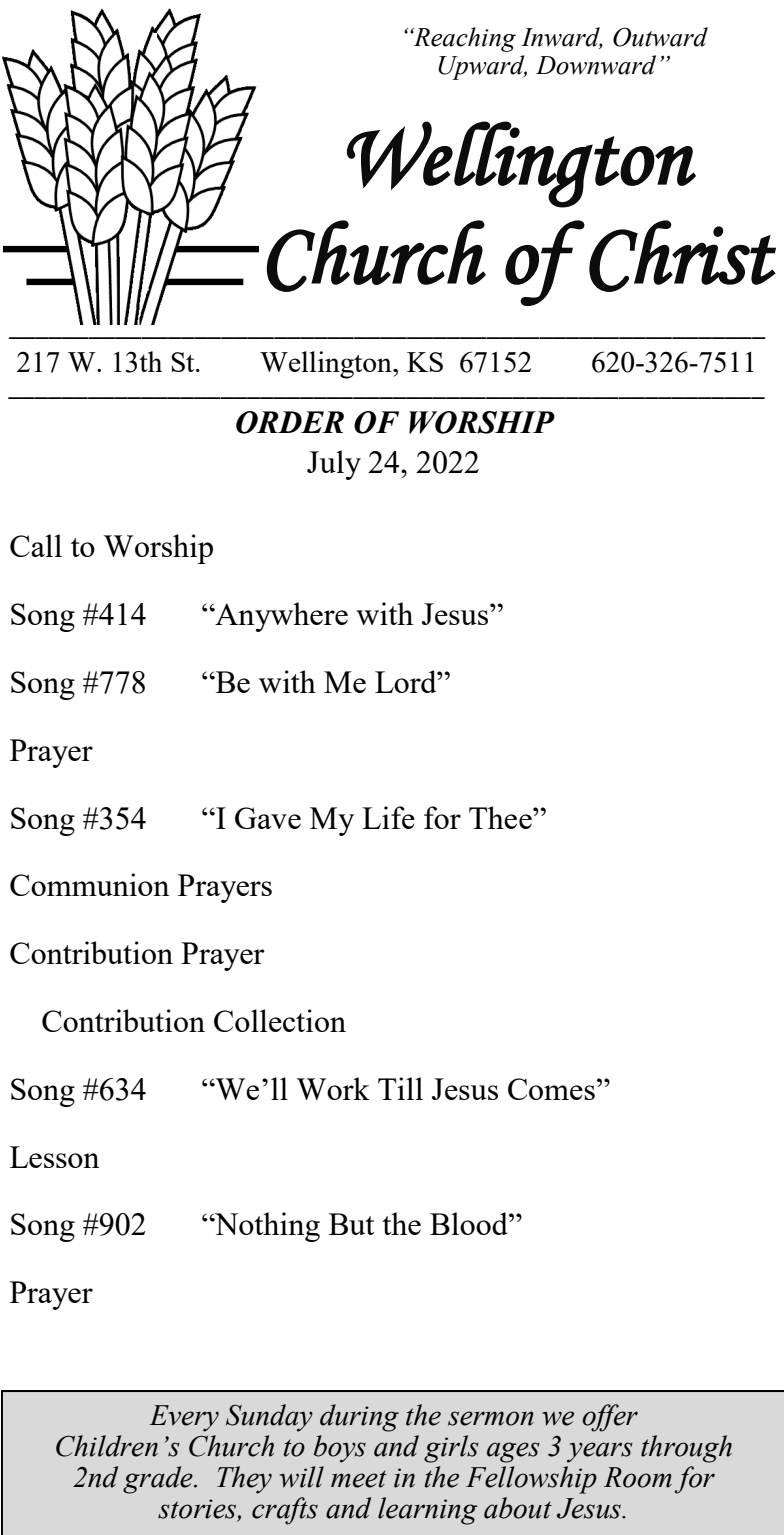 “Reaching Inward, Outward
Upward, Downward”
Wellington
Church of Christ
217 W. 13th St. Wellington, KS 67152 620-326-7511
ORDER OF WORSHIP
July 24, 2022
Call to Worship
Song #414 “Anywhere with Jesus”
Song #778 “Be with Me Lord”
Prayer
Song #354 “I Gave My Life for Thee”
Communion Prayers
Contribution Prayer
Contribution Collection
Song #634 “We’ll Work Till Jesus Comes”
Lesson
Song #902 “Nothing But the Blood”
Prayer
Every Sunday during the sermon we offer
Children’s Church to boys and girls ages 3 years through
2nd grade. They will meet in the Fellowship Room for
stories, crafts and learning about Jesus.